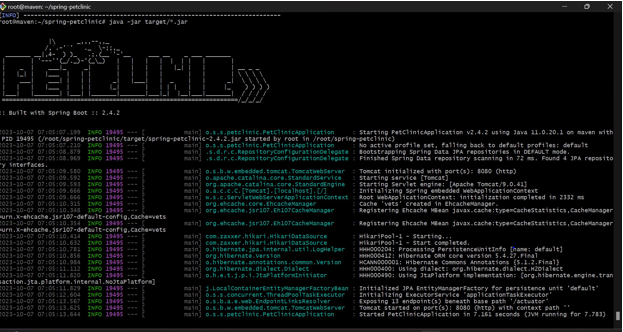 root@maven: ~/spring-petclinic
[INFO] ------------------------------------------------------------------------
root@maven:~/spring-petclinic# java -jar target/*.jar
:: Built with Spring Boot :: 2.4.2
2023-10-07 07:05:07.199 INFO 19495 --- [ main] o.s.s.petclinic.PetClinicApplication : Starting PetClinicApplication v2.4.2 using Java 11.0.20.1 on maven with
PID 19495 (/root/spring-petclinic/target/spring-petclinic-2.4.2.jar started by root in /root/spring-petclinic)
2023-10-07 07:05:07.210 INFO 19495 --- [ main] o.s.s.petclinic.PetClinicApplication : No active profile set, falling back to default profiles: default
2023-10-07 07:05:08.879 INFO 19495 --- [ main] .s.d.r.c.RepositoryConfigurationDelegate : Bootstrapping Spring Data JPA repositories in DEFAULT mode.
2023-10-07 07:05:08.969 INFO 19495 --- [ main] .s.d.r.c.RepositoryConfigurationDelegate : Finished Spring Data repository scanning in 72 ms. Found 4 JPA reposito
ry interfaces.
2023-10-07 07:05:09.580 INFO 19495 --- [ main] o.s.b.w.embedded.tomcat.TomcatWebServer : Tomcat initialized with port(s): 8080 (http)
2023-10-07 07:05:09.592 INFO 19495 --- [ main] o.apache.catalina.core.StandardService : Starting service [Tomcat]
2023-10-07 07:05:09.593 INFO 19495 --- [ main] org.apache.catalina.core.StandardEngine : Starting Servlet engine: [Apache Tomcat/9.0.41]
2023-10-07 07:05:09.666 INFO 19495 --- [ main] o.a.c.c.C.[Tomcat].[localhost].[/] : Initializing Spring embedded WebApplicationContext
2023-10-07 07:05:09.666 INFO 19495 --- [ main] w.s.c.ServletWebServerApplicationContext : Root WebApplicationContext: initialization completed in 2332 ms
2023-10-07 07:05:10.315 INFO 19495 --- [ main] org.ehcache.core.EhcacheManager : Cache 'vets' created in EhcacheManager.
2023-10-07 07:05:10.323 INFO 19495 --- [ main] org.ehcache.jsr107.Eh107CacheManager : Registering Ehcache MBean javax.cache:type=CacheStatistics,CacheManager
=urn.X-ehcache.jsr107-default-config,Cache=vets
2023-10-07 07:05:10.354 INFO 19495 --- [ main] org.ehcache.jsr107.Eh107CacheManager : Registering Ehcache MBean javax.cache:type=CacheStatistics,CacheManager
=urn.X-ehcache.jsr107-default-config,Cache=vets
2023-10-07 07:05:10.414 INFO 19495 --- [ main] com.zaxxer.hikari.HikariDataSource : HikariPool-1 - Starting...
2023-10-07 07:05:10.632 INFO 19495 --- [ main] com.zaxxer.hikari.HikariDataSource : HikariPool-1 - Start completed.
2023-10-07 07:05:10.781 INFO 19495 --- [ main] o.hibernate.jpa.internal.util.LogHelper : HHH000204: Processing PersistenceUnitInfo [name: default]
2023-10-07 07:05:10.856 INFO 19495 --- [ main] org.hibernate.Version : HHH000412: Hibernate ORM core version 5.4.27.Final
2023-10-07 07:05:10.954 INFO 19495 --- [ main] o.hibernate.annotations.common.Version : HCANN000001: Hibernate Commons Annotations {5.1.2.Final}
2023-10-07 07:05:11.112 INFO 19495 --- [ main] org.hibernate.dialect.Dialect : HHH000400: Using dialect: org.hibernate.dialect.H2Dialect
2023-10-07 07:05:11.820 INFO 19495 --- [ main] o.h.e.t.j.p.i.JtaPlatformInitiator : HHH000490: Using JtaPlatform implementation: [org.hibernate.engine.tran
saction.jta.platform.internal.NoJtaPlatform]
2023-10-07 07:05:11.829 INFO 19495 --- [ main] j.LocalContainerEntityManagerFactoryBean : Initialized JPA EntityManagerFactory for persistence unit 'default'
2023-10-07 07:05:12.604 INFO 19495 --- [ main] o.s.s.concurrent.ThreadPoolTaskExecutor : Initializing ExecutorService 'applicationTaskExecutor'
2023-10-07 07:05:13.567 INFO 19495 --- [ main] o.s.b.a.e.web.EndpointLinksResolver : Exposing 13 endpoint(s) beneath base path '/actuator'
2023-10-07 07:05:13.622 INFO 19495 --- [ main] o.s.b.w.embedded.tomcat.TomcatWebServer : Tomcat started on port(s): 8080 (http) with context path ''
2023-10-07 07:05:13.644 INFO 19495 --- [ main] o.s.s.petclinic.PetClinicApplication : Started PetClinicApplication in 7.161 seconds (JVM running for 7.783)